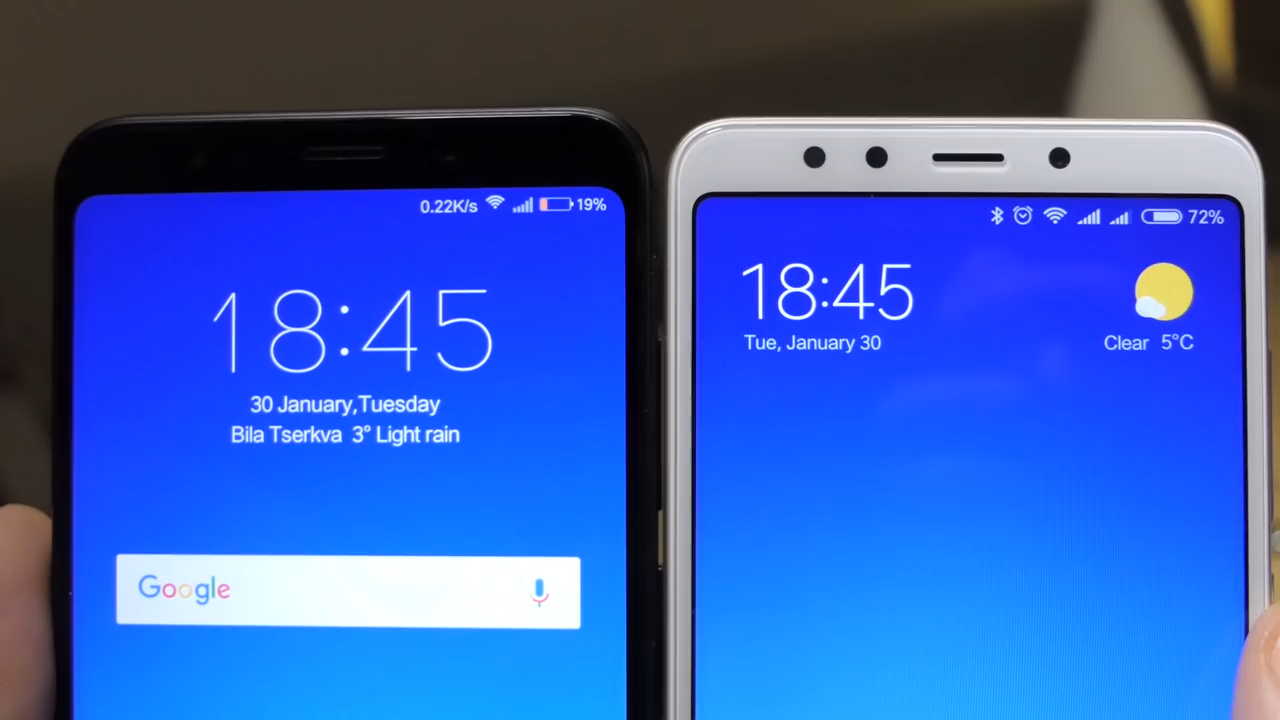 0.22K/s 19%
18:45
30 January,Tuesday
Bila Tserkva 3° Light rain
Google
72%
18:45
Tue, January 30
Clear 5°C